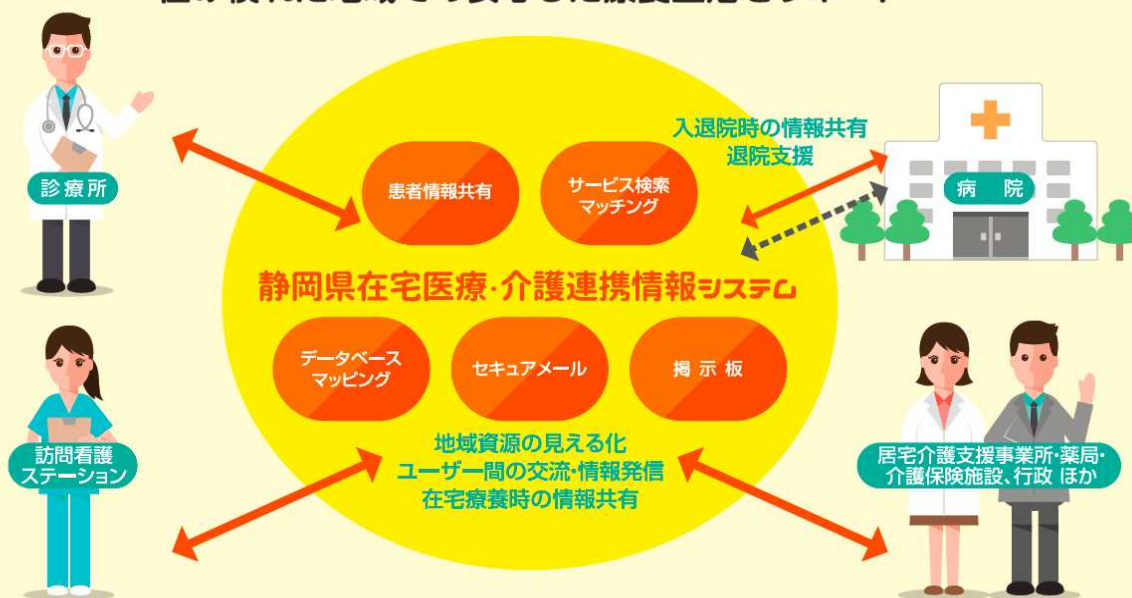 診療所
入退院時の情報共有
退院支援
病 院
患者情報共有
サービス検索
マッチング
静岡県在宅医療・介護連携情報システム
データベース
マッピング
セキュアメール
掲 示 板
訪問看護
ステーション
地域資源の見える化
ユーザー間の交流・情報発信
在宅療養時の情報共有
居宅介護支援事業所・薬局・
介護保険施設、行政 ほか